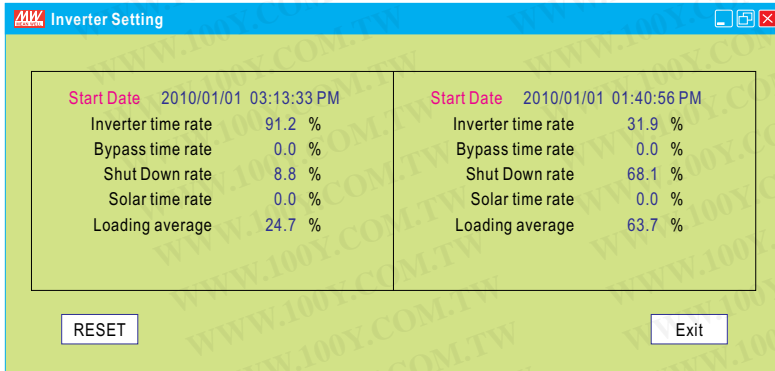 MW MEAN WELL Inverter Setting
Start Date 2010/01/01 03:13:33 PM
Inverter time rate 91.2 %
Bypass time rate 0.0 %
Shut Down rate 8.8 %
Solar time rate 0.0 %
Loading average 24.7 %
Start Date 2010/01/01 01:40:56 PM
Inverter time rate 31.9 %
Bypass time rate 0.0 %
Shut Down rate 68.1 %
Solar time rate 0.0 %
Loading average 63.7 %
RESET
Exit
WWW.100Y.COM.TW